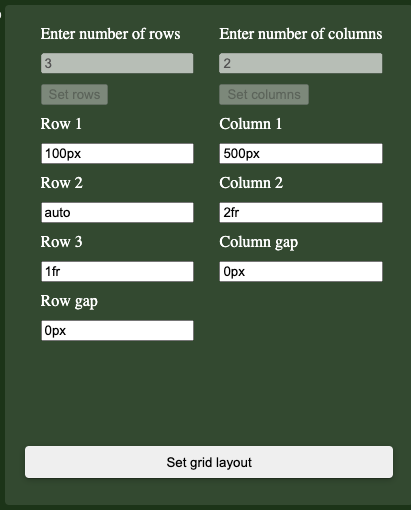 Enter number of rows
3
Set rows
Row 1
100px
Row 2
auto
Row 3
1fr
Row gap
0px
Enter number of columns
2
Set columns
Column 1
500px
Column 2
2fr
Column gap
0px
Set grid layout